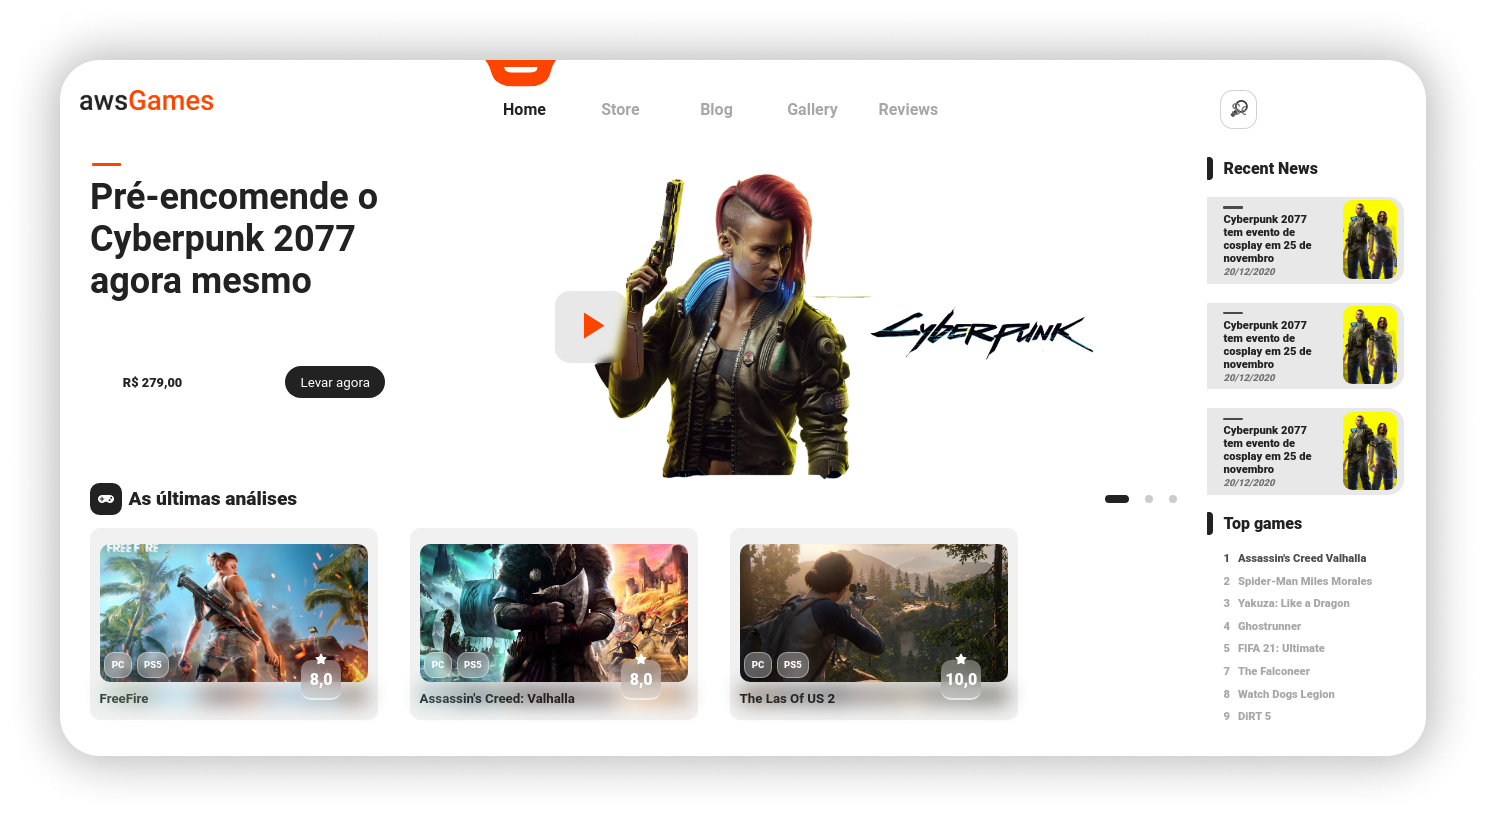 awsGames
Home Store Blog Gallery Reviews
Pré-encomende o
Cyberpunk 2077
agora mesmo
R$ 279,00
Levar agora
CYBERPUNK
As últimas análises
FREE FIRE
PC PS5
8,0
FreeFire
PC PS5
8,0
Assassin's Creed: Valhalla
PC PS5
10,0
The Las Of US 2
Recent News
Cyberpunk 2077
tem evento de
cosplay em 25 de
novembro
20/12/2020
Cyberpunk 2077
tem evento de
cosplay em 25 de
novembro
20/12/2020
Cyberpunk 2077
tem evento de
cosplay em 25 de
novembro
20/12/2020
Top games
1 Assassin's Creed Valhalla
2 Spider-Man Miles Morales
3 Yakuza: Like a Dragon
4 Ghostrunner
5 FIFA 21: Ultimate
7 The Falconeer
8 Watch Dogs Legion
9 DiRT 5